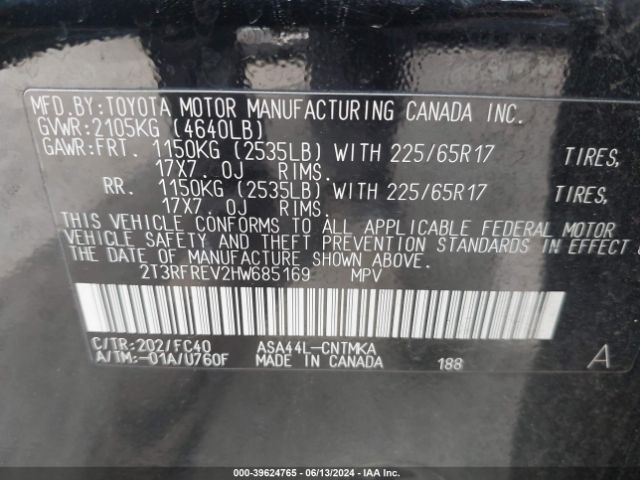 MFD.BY:TOYOTA MOTOR MANUFACTURING CANADA INC.
GVWR:2105KG (4640LB)
GAWR:FRT. 1150KG (2535LB) WITH 225/65R17 TIRES,
17X7.0J RIMS.
RR. 1150KG (2535LB) WITH 225/65R17 TIRES,
17X7.0J RIMS.
THIS VEHICLE CONFORMS TO ALL APPLICABLE FEDERAL MOTOR
VEHICLE SAFETY AND THEFT PREVENTION STANDARDS IN EFFECT
THE DATE OF MANUFACTURE SHOWN ABOVE.
2T3RFREV2HW685169 MPV
C/TR:202/FC40 ASA44L-CNTMKA
A/TM:-01A/U760F MADE IN CANADA 188 A
000-39624765 - 06/13/2024 - IAA Inc.